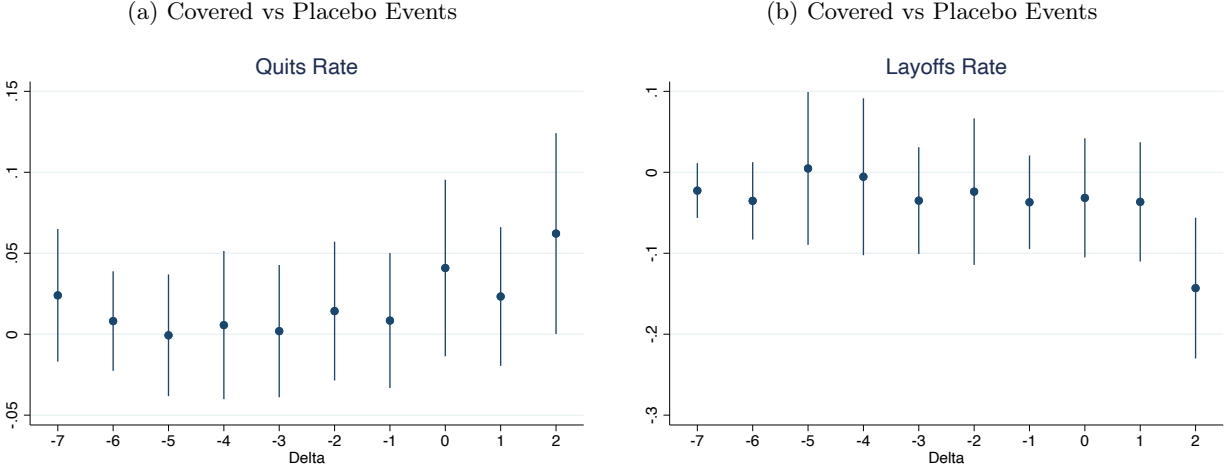 (a) Covered vs Placebo Events
Quits Rate
.15
.1
.05
0
-.05
-7 -6 -5 -4 -3 -2 -1 0 1 2
Delta
(b) Covered vs Placebo Events
Layoffs Rate
.1
0
-.1
-.2
-.3
-7 -6 -5 -4 -3 -2 -1 0 1 2
Delta